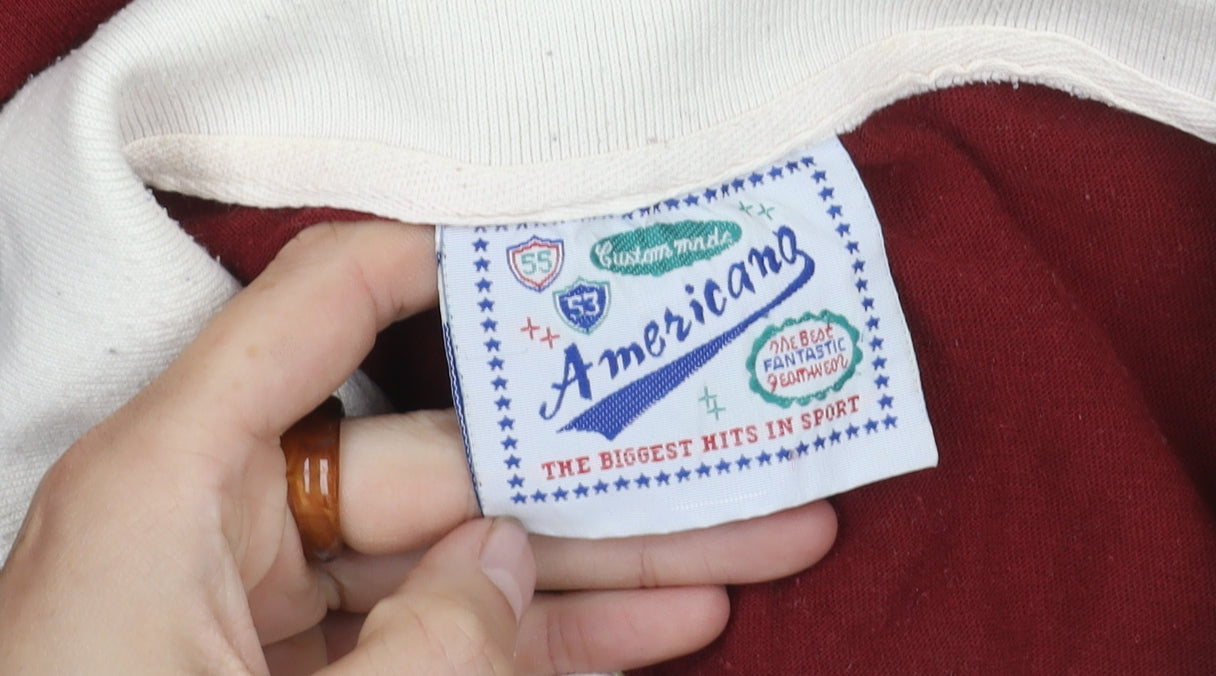 55
Custom made
53
Americano
The Best
FANTASTIC
Teamwear
THE BIGGEST HITS IN SPORT